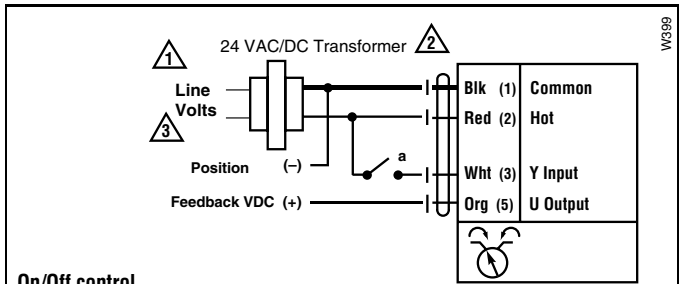 W399
24 VAC/DC Transformer 2
1
Line
Volts
3
Blk (1) Common
Red (2) Hot
a
Position (–)
Wht (3) Y Input
Feedback VDC (+)
Org (5) U Output
On/Off control